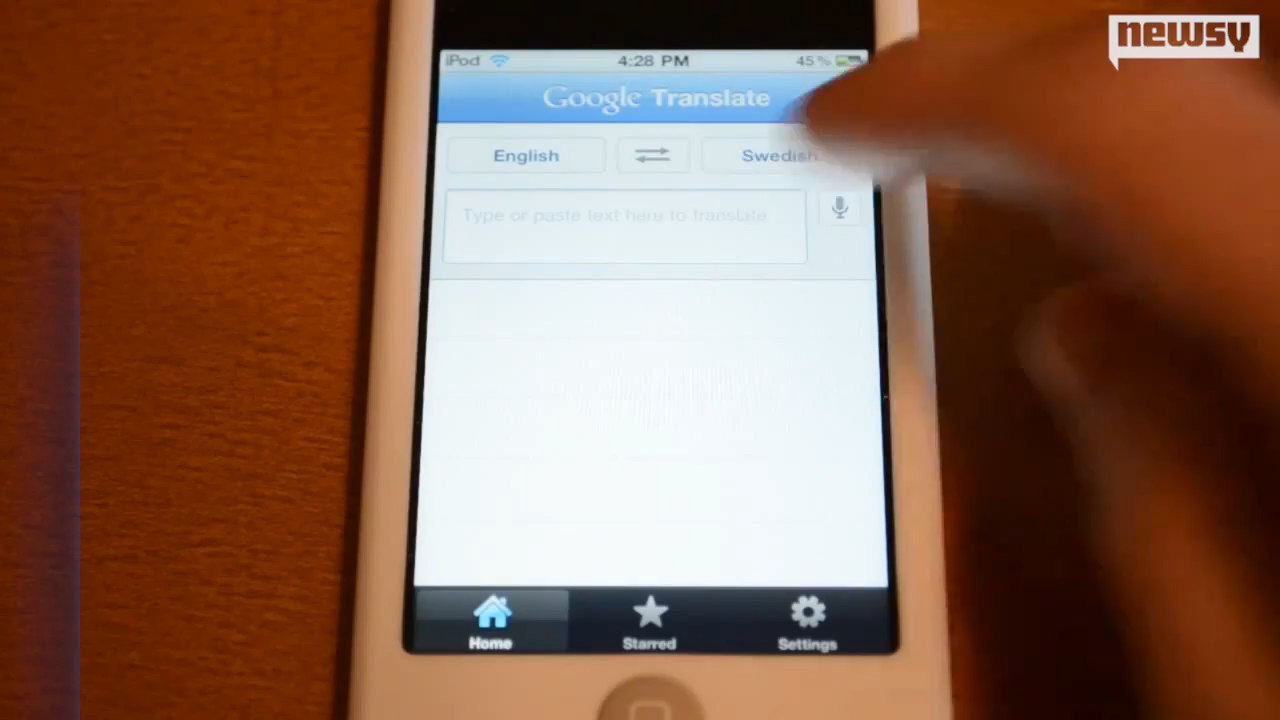 newsy
iPod 4:28 PM 45%
Google Translate
English Swedish
Type or paste text here to translate
Home Starred Settings